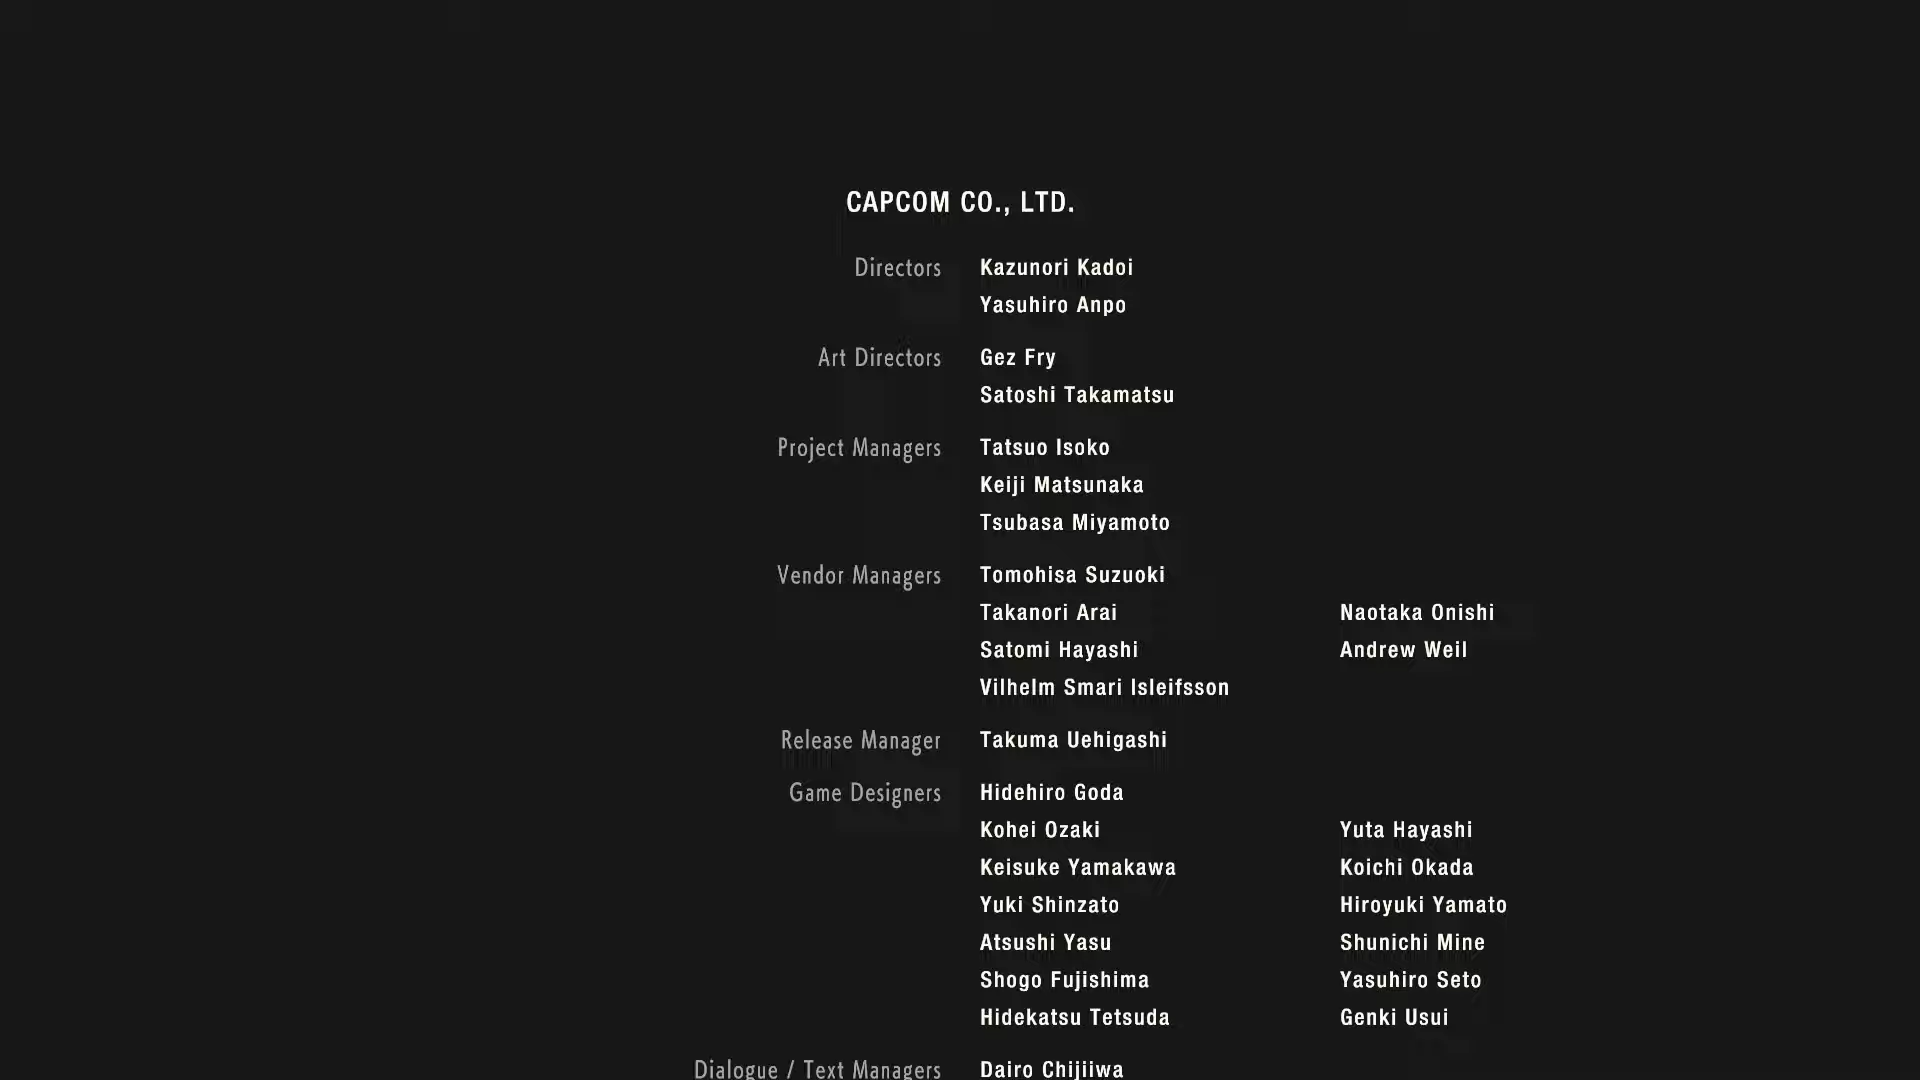 CAPCOM CO., LTD.
Directors Kazunori Kadoi
Yasuhiro Anpo
Art Directors Gez Fry
Satoshi Takamatsu
Project Managers Tatsuo Isoko
Keiji Matsunaka
Tsubasa Miyamoto
Vendor Managers Tomohisa Suzuoki
Takanori Arai Naotaka Onishi
Satomi Hayashi Andrew Weil
Vilhelm Smari Isleifsson
Release Manager Takuma Uehigashi
Game Designers Hidehiro Goda
Kohei Ozaki Yuta Hayashi
Keisuke Yamakawa Koichi Okada
Yuki Shinzato Hiroyuki Yamato
Atsushi Yasu Shunichi Mine
Shogo Fujishima Yasuhiro Seto
Hidekatsu Tetsuda Genki Usui
Dialogue / Text Managers Dairo Chijiiwa